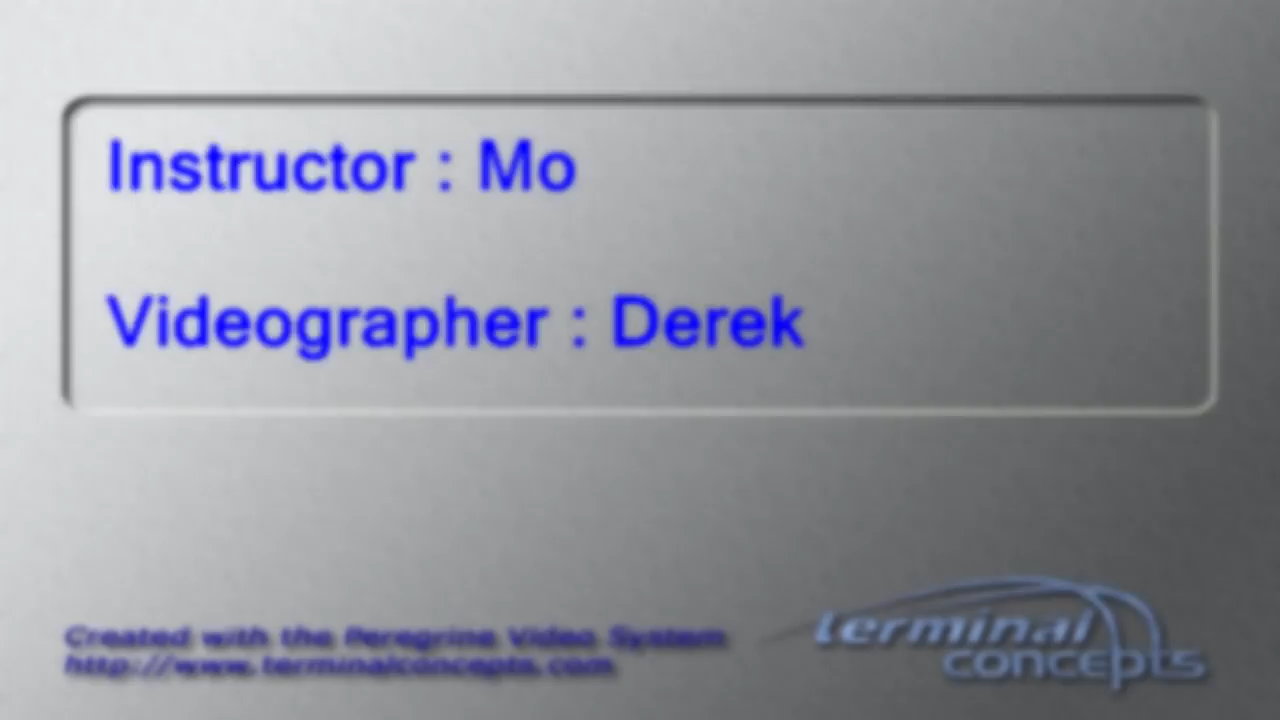 Instructor : Mo
Videographer : Derek
Created with the Peregrine Video System
http://www.terminalconcepts.com
terminal
concepts